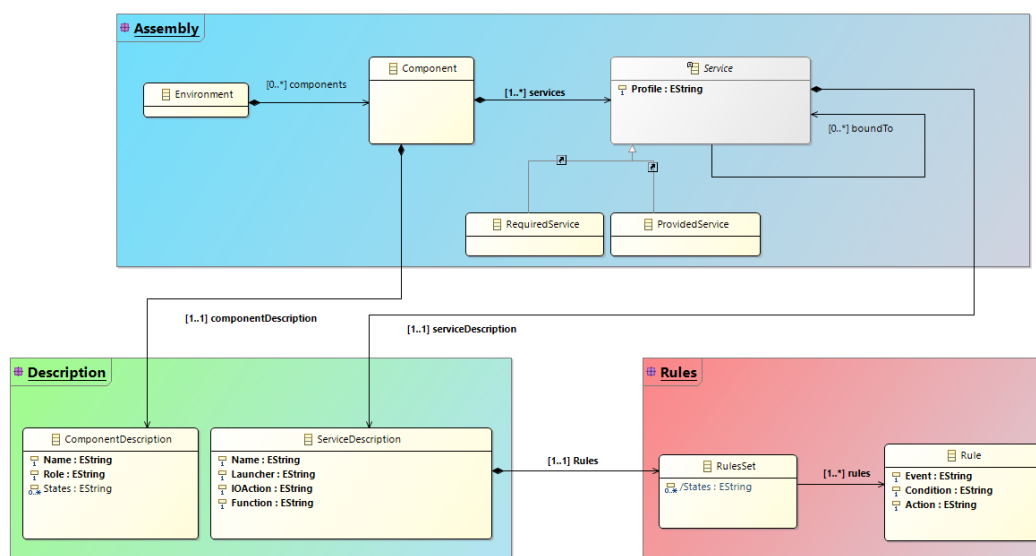 Assembly
Environment
[0..*] components
Component
[1..*] services
Service
Profile : EString
[0..*] boundTo
RequiredService
ProvidedService
[1..1] componentDescription
[1..1] serviceDescription
Description
ComponentDescription
Name : EString
Role : EString
States : EString
ServiceDescription
Name : EString
Launcher : EString
IOAction : EString
Function : EString
[1..1] Rules
Rules
RulesSet
/States : EString
[1..*] rules
Rule
Event : EString
Condition : EString
Action : EString